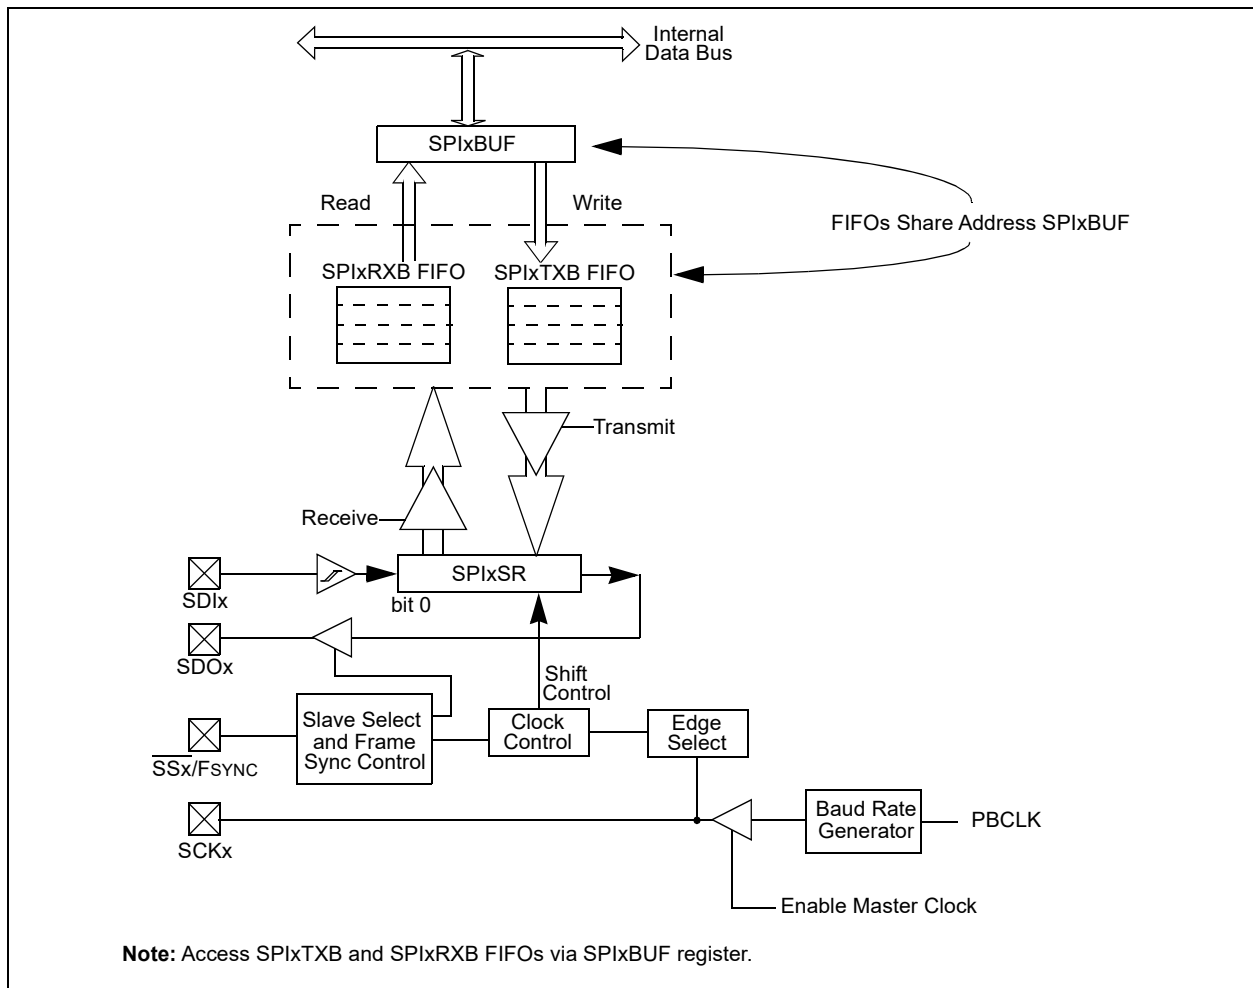 Internal
Data Bus
SPIxBUF
Read
Write
FIFOs Share Address SPIxBUF
SPIxRXB FIFO
SPIxTXB FIFO
Transmit
Receive
SPIxSR
SDIx
bit 0
SDOx
Shift
Control
Slave Select
and Frame
Sync Control
Clock
Control
Edge
Select
SSx/FSYNC
Baud Rate
Generator
PBCLK
SCKx
Enable Master Clock
Note: Access SPIxTXB and SPIxRXB FIFOs via SPIxBUF register.